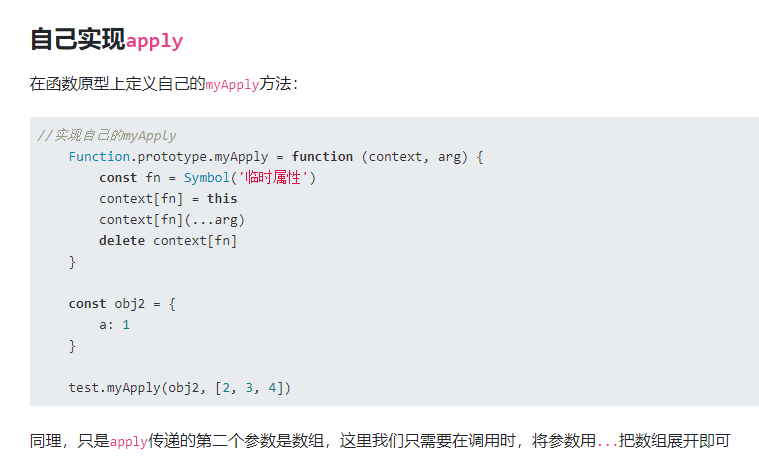 自己实现apply
在函数原型上定义自己的myApply方法：
//实现自己的myApply
    Function.prototype.myApply = function (context, arg) {
        const fn = Symbol('临时属性')
        context[fn] = this
        context[fn](...arg)
        delete context[fn]
    }
    const obj2 = {
        a: 1
    }
    test.myApply(obj2, [2, 3, 4])
同理，只是apply传递的第二个参数是数组，这里我们只需要在调用时，将参数用...把数组展开即可